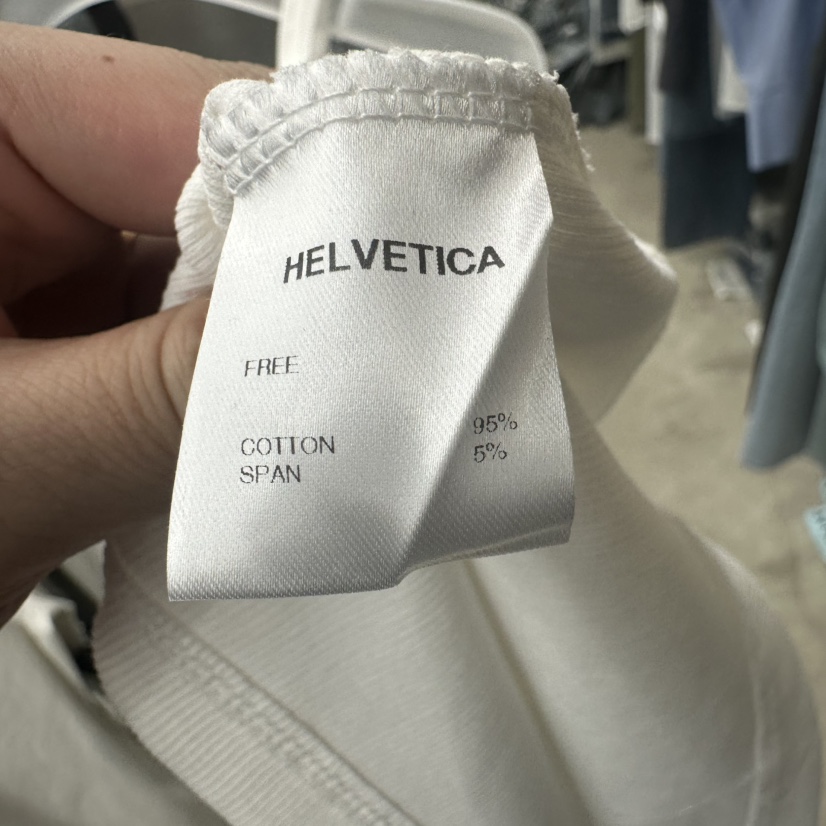 HELVETICA
FREE
COTTON 95%
SPAN 5%